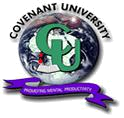 COVENANT UNIVERSITY
CU
PROMOTING MENTAL PRODUCTIVITY